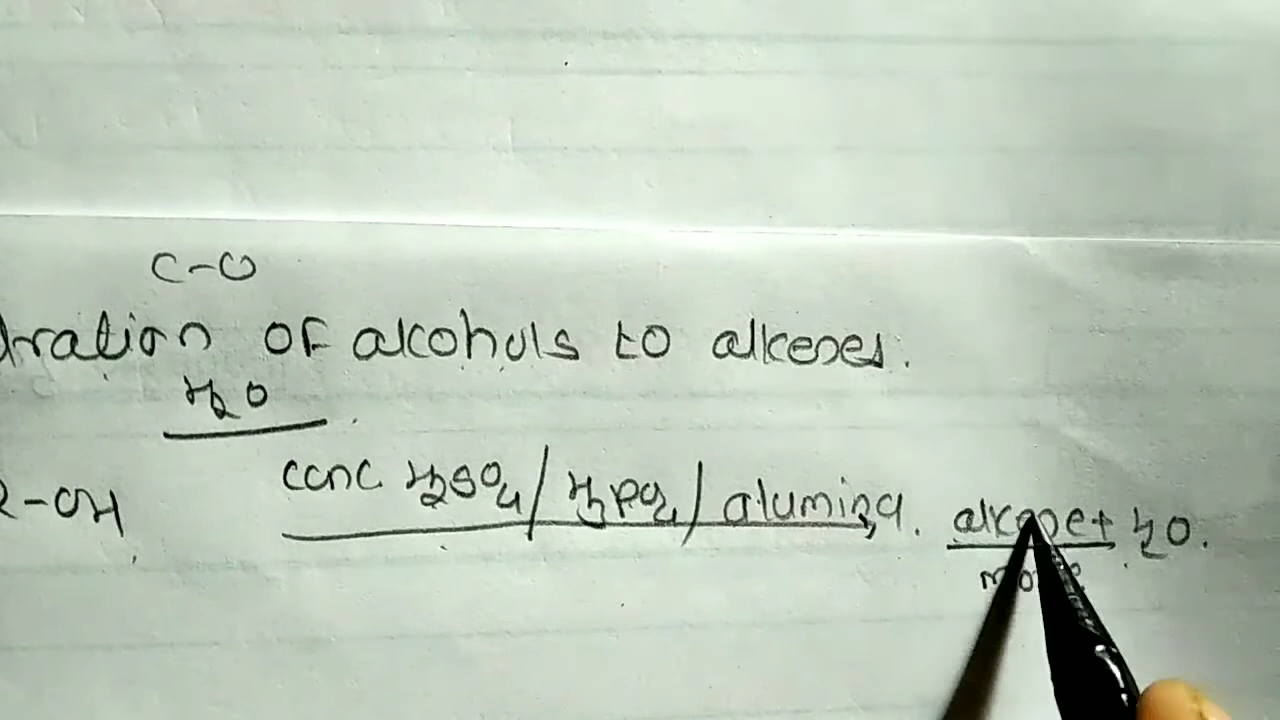 C-O
dration of alcohols to alkenes.
H2O
R-OH conc H2SO4/H3PO4/alumina. alkene + H2O.